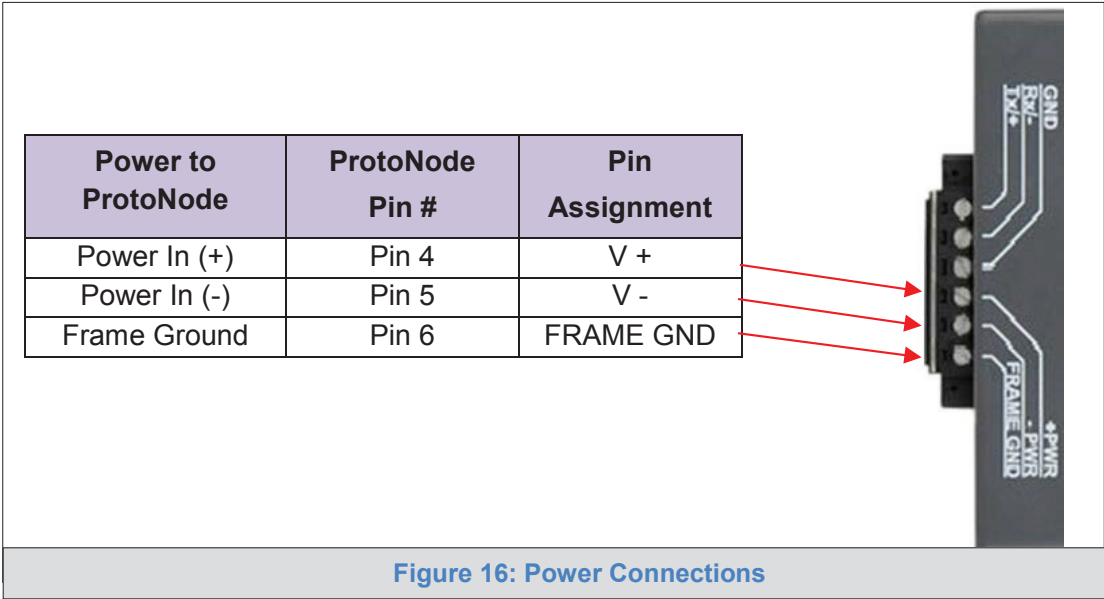 Power to ProtoNode
ProtoNode Pin #
Pin Assignment
Power In (+)
Pin 4
V +
Power In (-)
Pin 5
V -
Frame Ground
Pin 6
FRAME GND
Tx/+
Rx/-
GND
FRAME GND
- PWR
+PWR
Figure 16: Power Connections